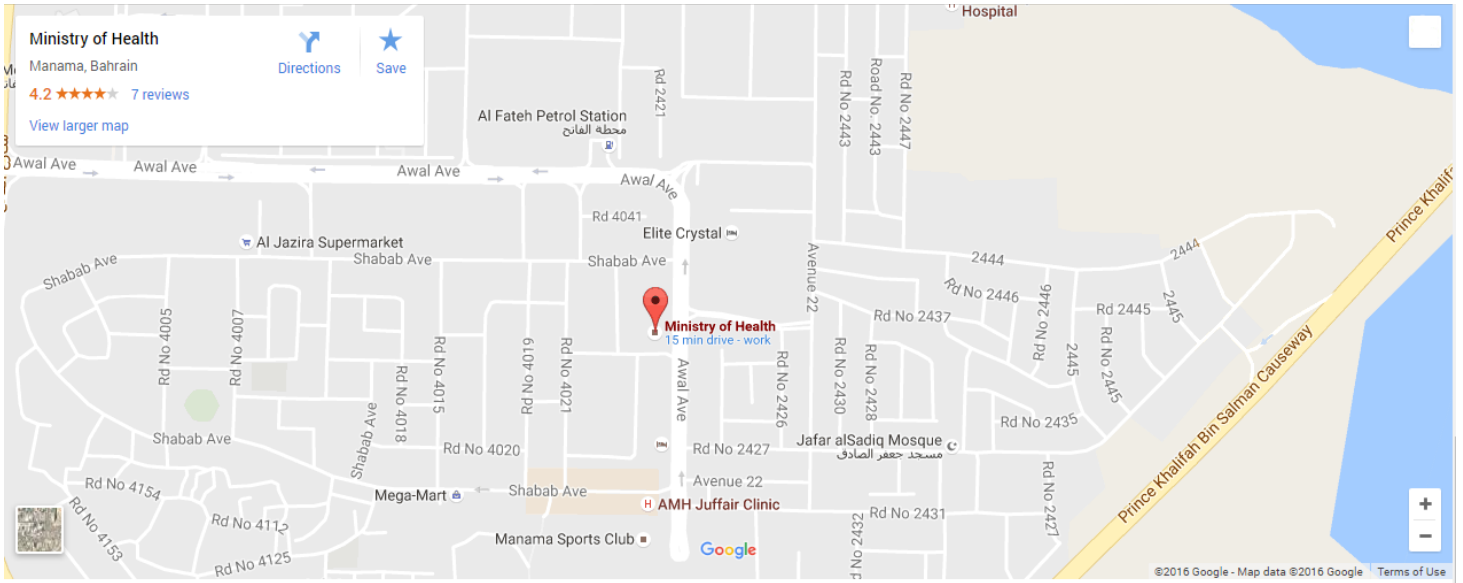 Ministry of Health
Manama, Bahrain
4.2 7 reviews
View larger map
Directions
Save
Hospital
Al Fateh Petrol Station
محطة الفاتح
Rd 2421
Rd No 2443
Road No. 2443
Rd No 2447
Awal Ave
Awal Ave
Awal Ave
Awal Ave
Rd 4041
Elite Crystal
Al Jazira Supermarket
Shabab Ave
Shabab Ave
Shabab Ave
Avenue 22
2444
2444
Prince Khalifa
Rd No 2446
Rd No 2446
Rd No 2437
Rd 2445
2445
Ministry of Health
15 min drive - work
Rd No 4005
Rd No 4007
Rd No 4015
Rd No 4018
Rd No 4019
Rd No 4021
Awal Ave
Rd No 2426
Rd No 2430
Rd No 2428
2445
Rd No 2445
Prince Khalifah Bin Salman Causeway
Rd No 2435
Shabab Ave
Shabab Ave
Rd No 4020
Rd No 2427
Jafar alSadiq Mosque
مسجد جعفر الصادق
Rd No 4154
Mega-Mart
Shabab Ave
Avenue 22
Rd No 2427
H AMH Juffair Clinic
Rd No 4112
Rd No 4153
Rd No 4125
Manama Sports Club
Rd No 2432
Rd No 2431
Google
+
−
©2016 Google - Map data ©2016 Google
Terms of Use